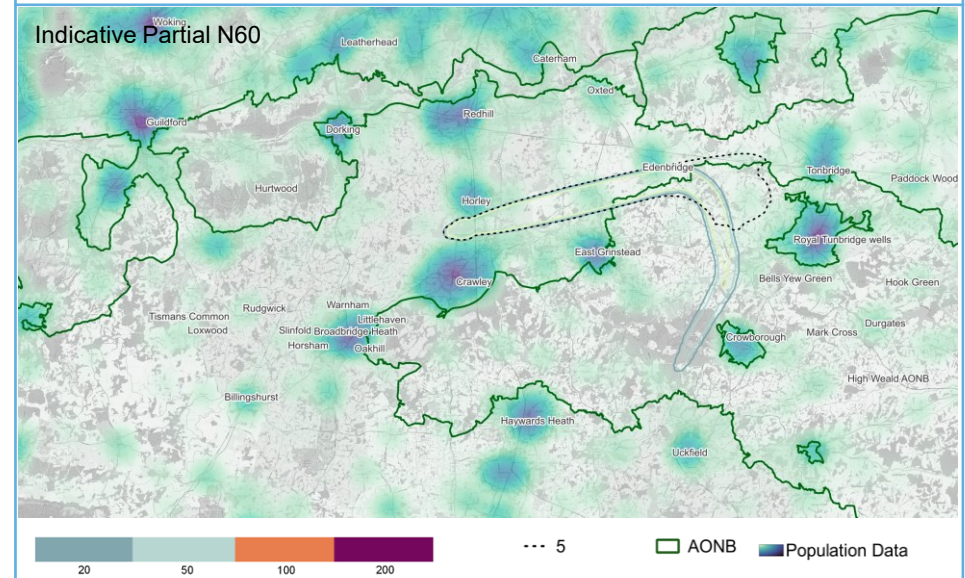 Indicative Partial N60
Woking
Leatherhead
Caterham
Oxted
Guildford
Redhill
Dorking
Edenbridge
Tonbridge
Paddock Wood
Hurtwood
Horley
Royal Tunbridge wells
East Grinstead
Crawley
Bells Yew Green
Hook Green
Rudgwick
Warnham
Tismans Common
Littlehaven
Loxwood
Slinfold Broadbridge Heath
Durgates
Mark Cross
Crowborough
Horsham
Oakhill
High Weald AONB
Billingshurst
Haywards Heath
Uckfield
5
AONB
Population Data
20 50 100 200